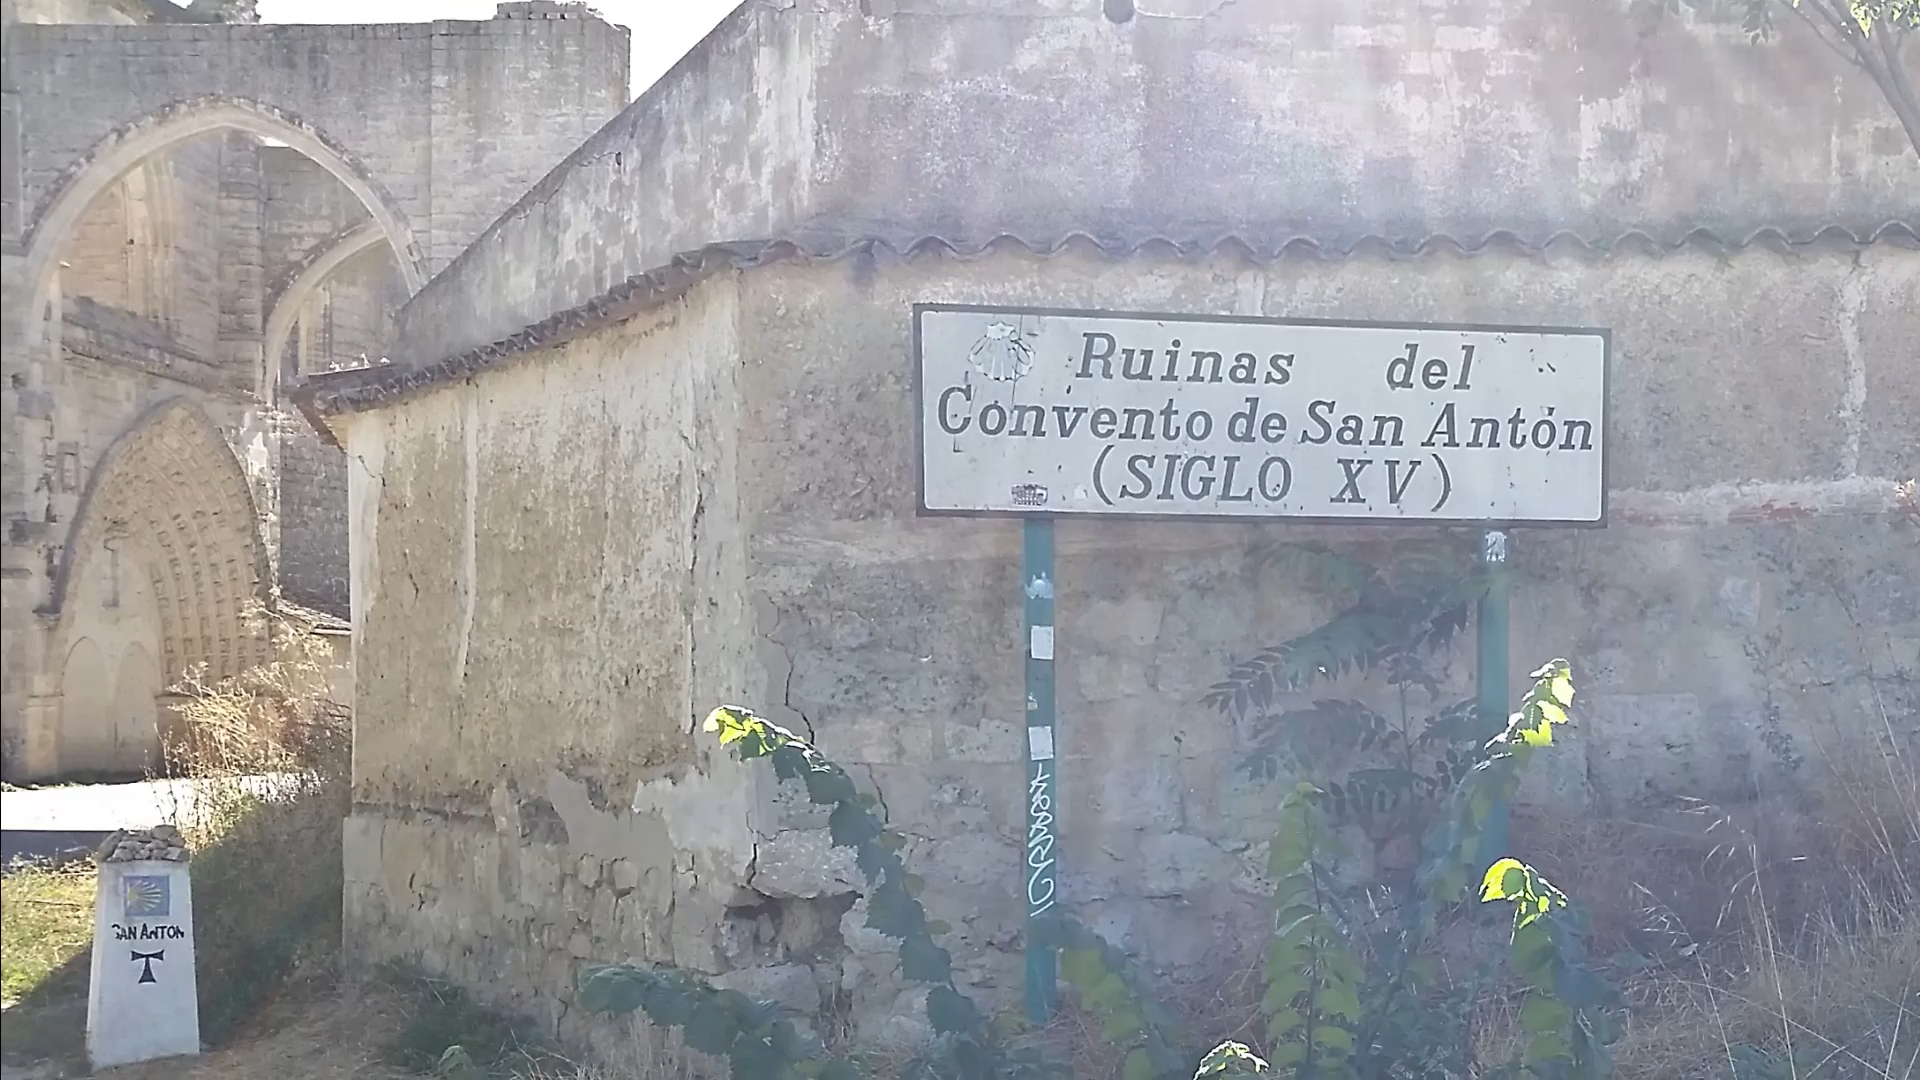 Ruinas del
Convento de San Antón
(SIGLO XV)
SAN ANTON